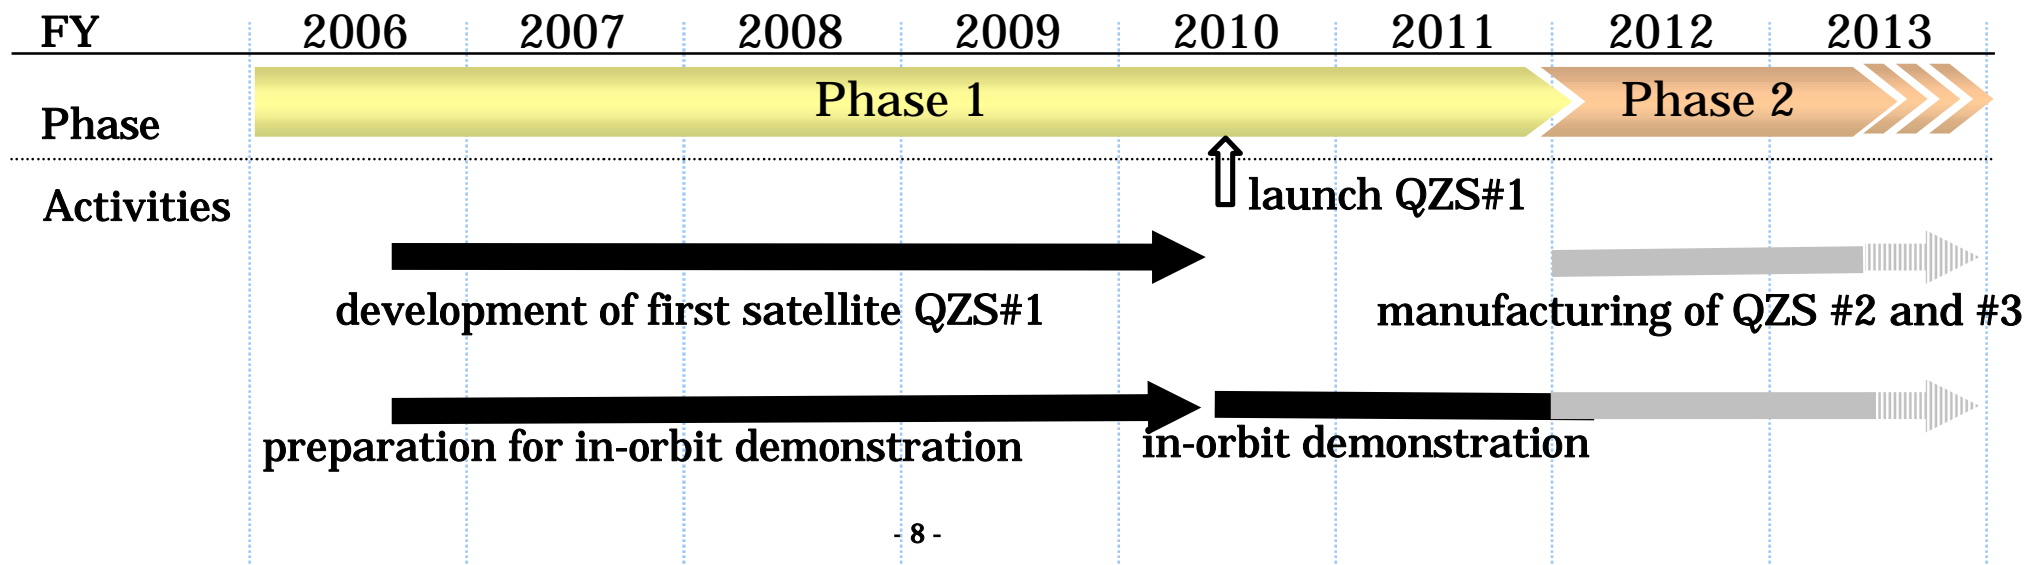 FY 2006 2007 2008 2009 2010 2011 2012 2013
Phase Phase 1 Phase 2
Activities
launch QZS#1
development of first satellite QZS#1
manufacturing of QZS #2 and #3
preparation for in-orbit demonstration
in-orbit demonstration
- 8 -